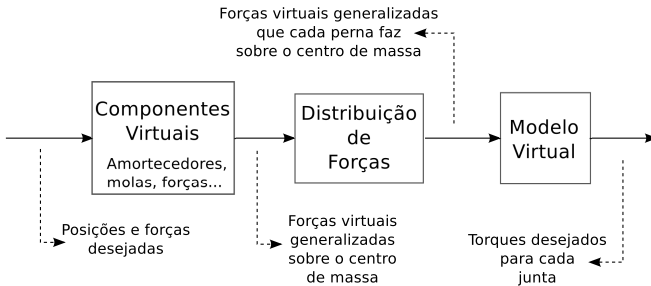 Forças virtuais generalizadas
que cada perna faz
sobre o centro de massa
Componentes
Virtuais
Amortecedores,
molas, forças...
Distribuição
de
Forças
Modelo
Virtual
Posições e forças
desejadas
Forças virtuais
generalizadas
sobre o centro
de massa
Torques desejados
para cada
junta